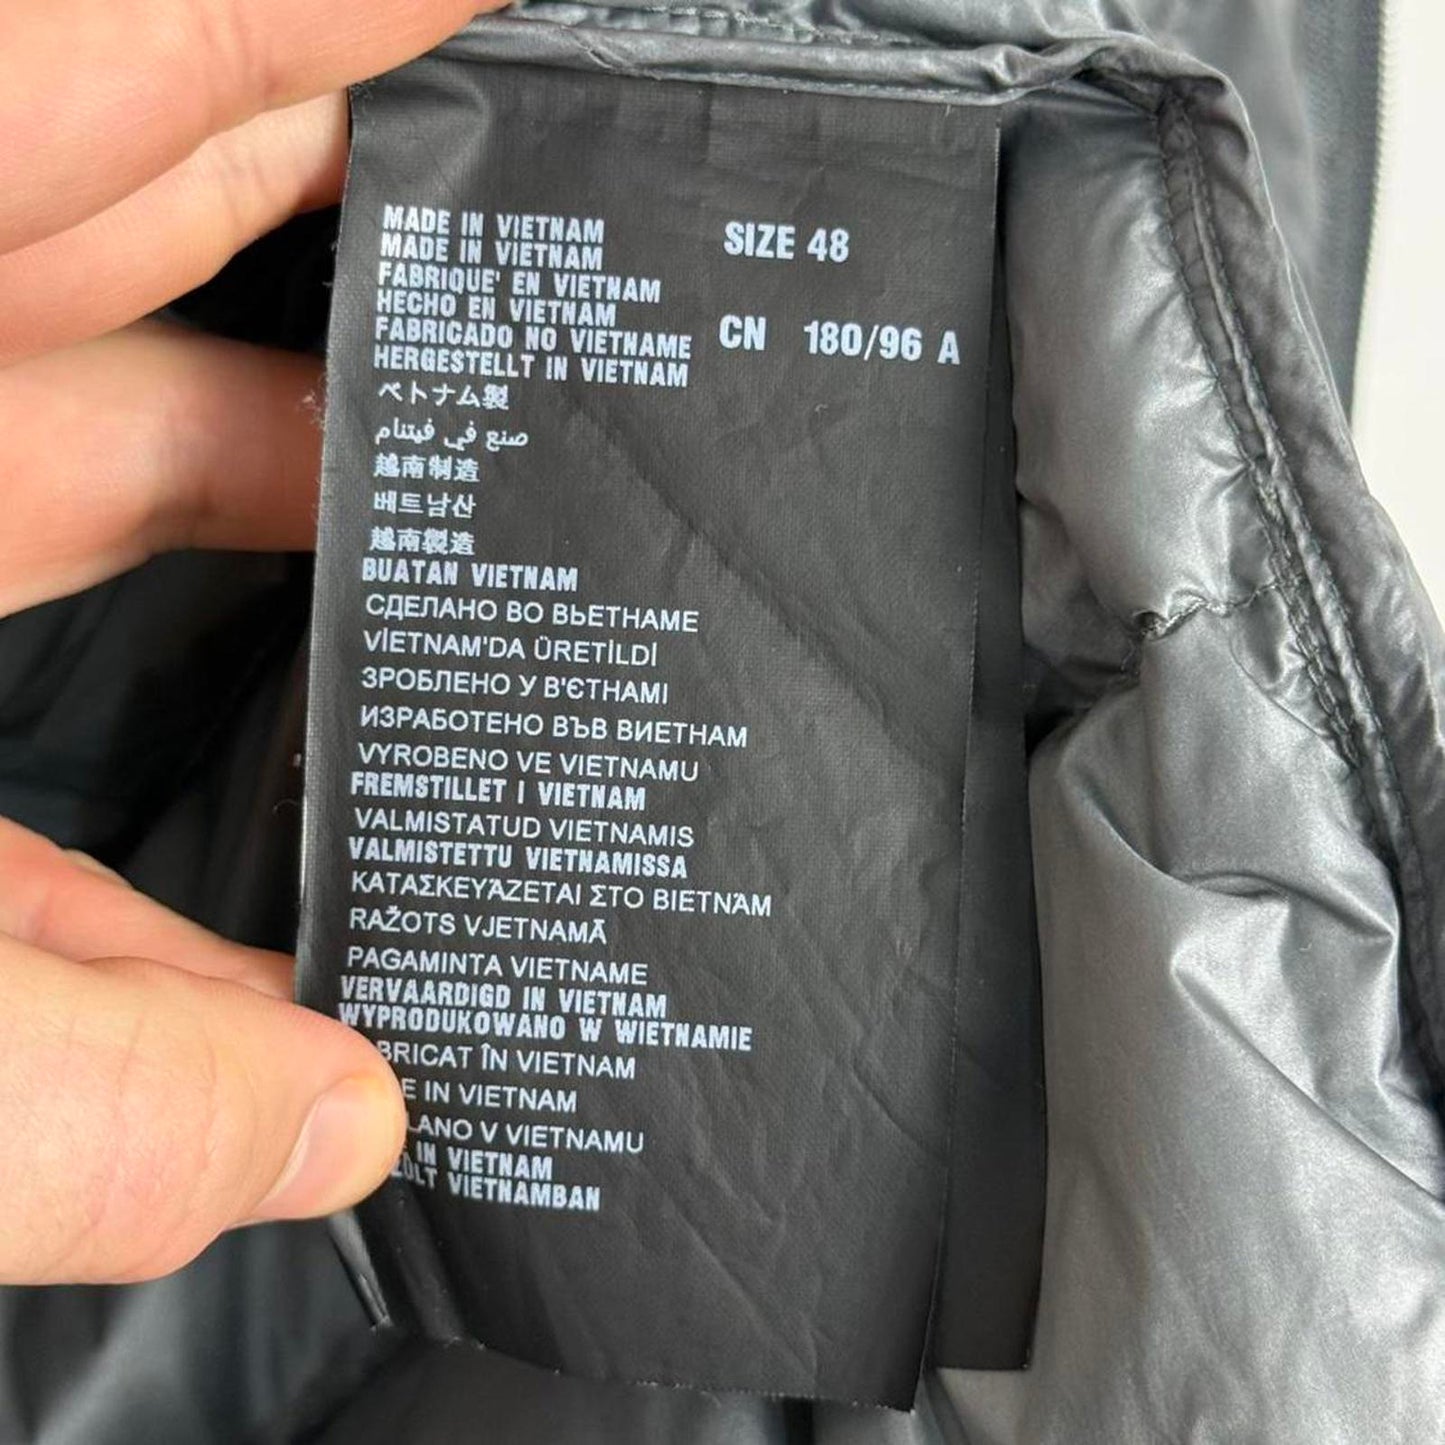 MADE IN VIETNAM
MADE IN VIETNAM
FABRIQUE' EN VIETNAM
HECHO EN VIETNAM
FABRICADO NO VIETNAME
HERGESTELLT IN VIETNAM
ベトナム製
صنع في فيتنام
越南制造
베트남산
越南製造
BUATAN VIETNAM
СДЕЛАНО ВО ВЬЕТНАМЕ
VİETNAM'DA ÜRETİLDİ
ЗРОБЛЕНО У В'ЄТНАМІ
ИЗРАБОТЕНО ВЪВ ВИЕТНАМ
VYROBENO VE VIETNAMU
FREMSTILLET I VIETNAM
VALMISTATUD VIETNAMIS
VALMISTETTU VIETNAMISSA
ΚΑΤΑΣΚΕΥΆΖΕΤΑΙ ΣΤΟ ΒΙΕΤΝΆΜ
RAŽOTS VJETNAMĀ
PAGAMINTA VIETNAME
VERVAARDIGD IN VIETNAM
WYPRODUKOWANO W WIETNAMIE
BRICAT ÎN VIETNAM
E IN VIETNAM
LANO V VIETNAMU
IN VIETNAM
ZOLT VIETNAMBAN
SIZE 48
CN 180/96 A